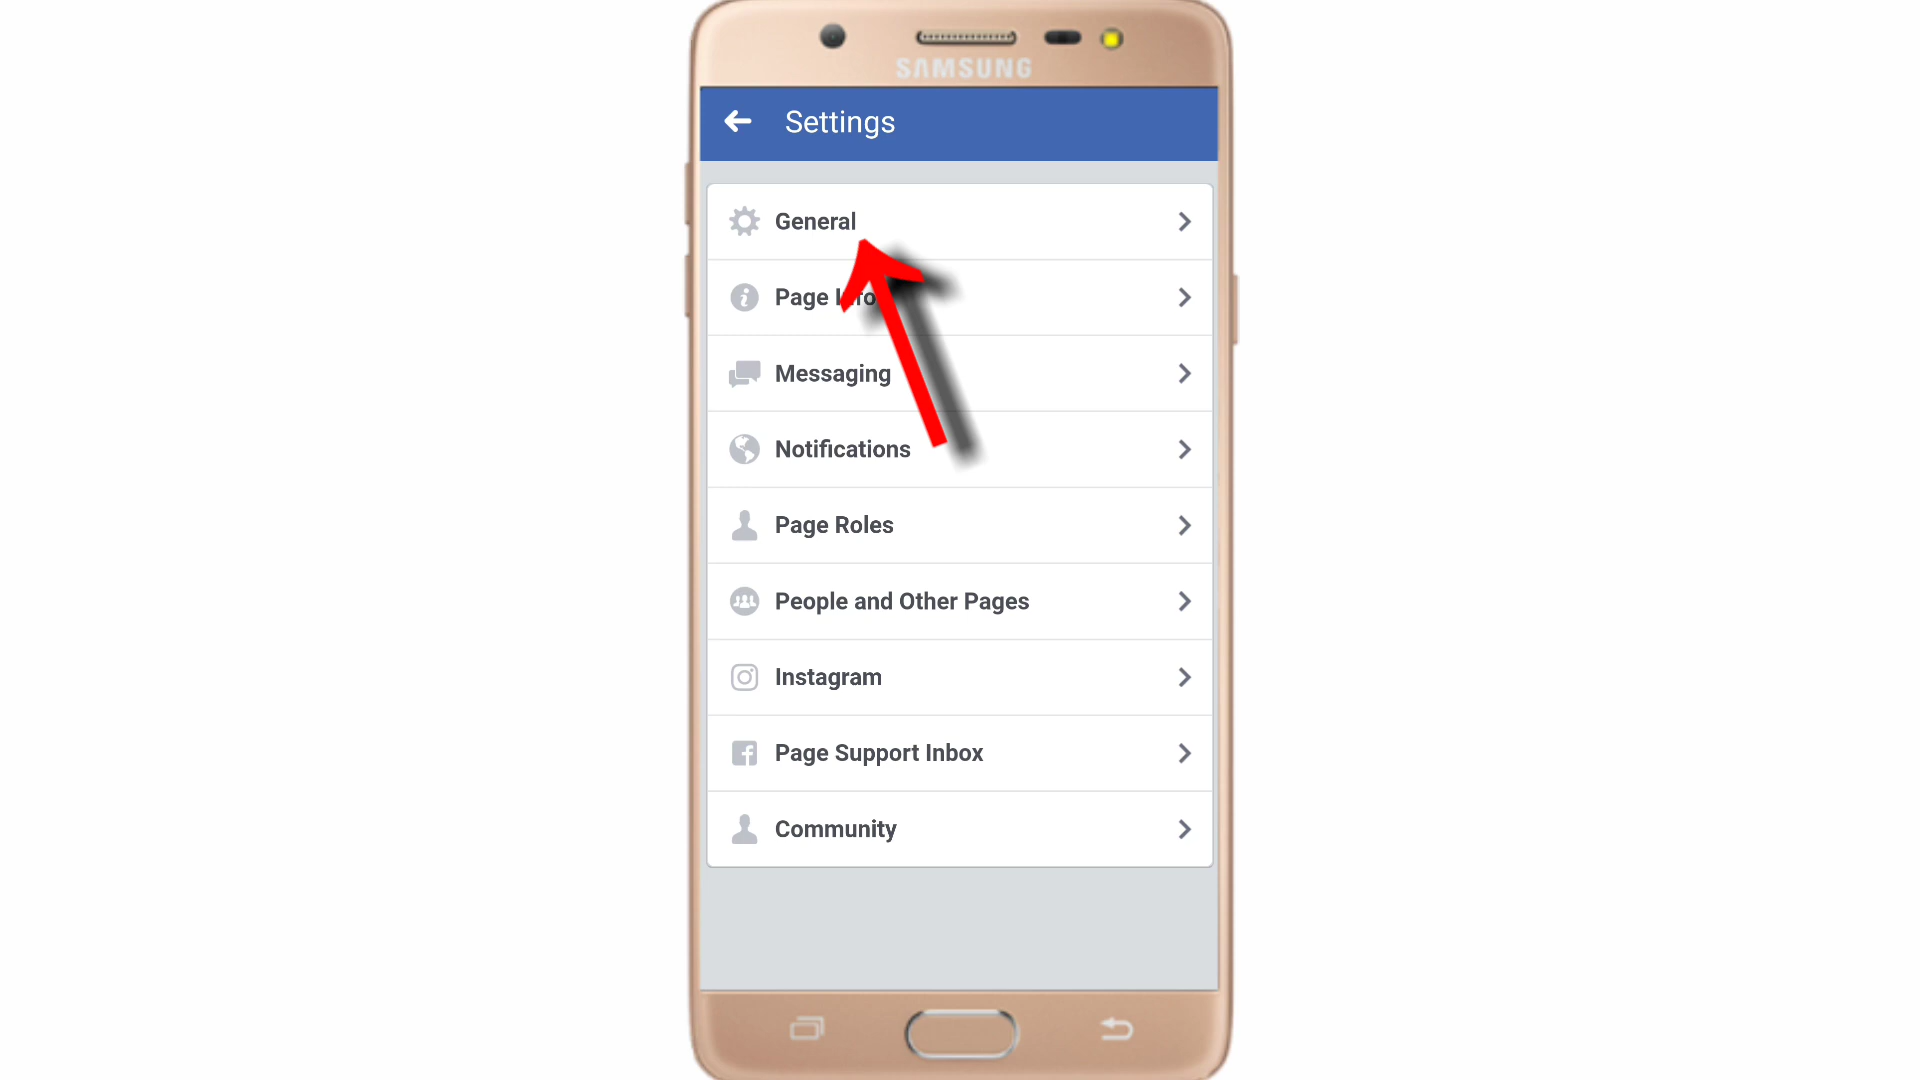 SAMSUNG
Settings
General
Page Info
Messaging
Notifications
Page Roles
People and Other Pages
Instagram
Page Support Inbox
Community